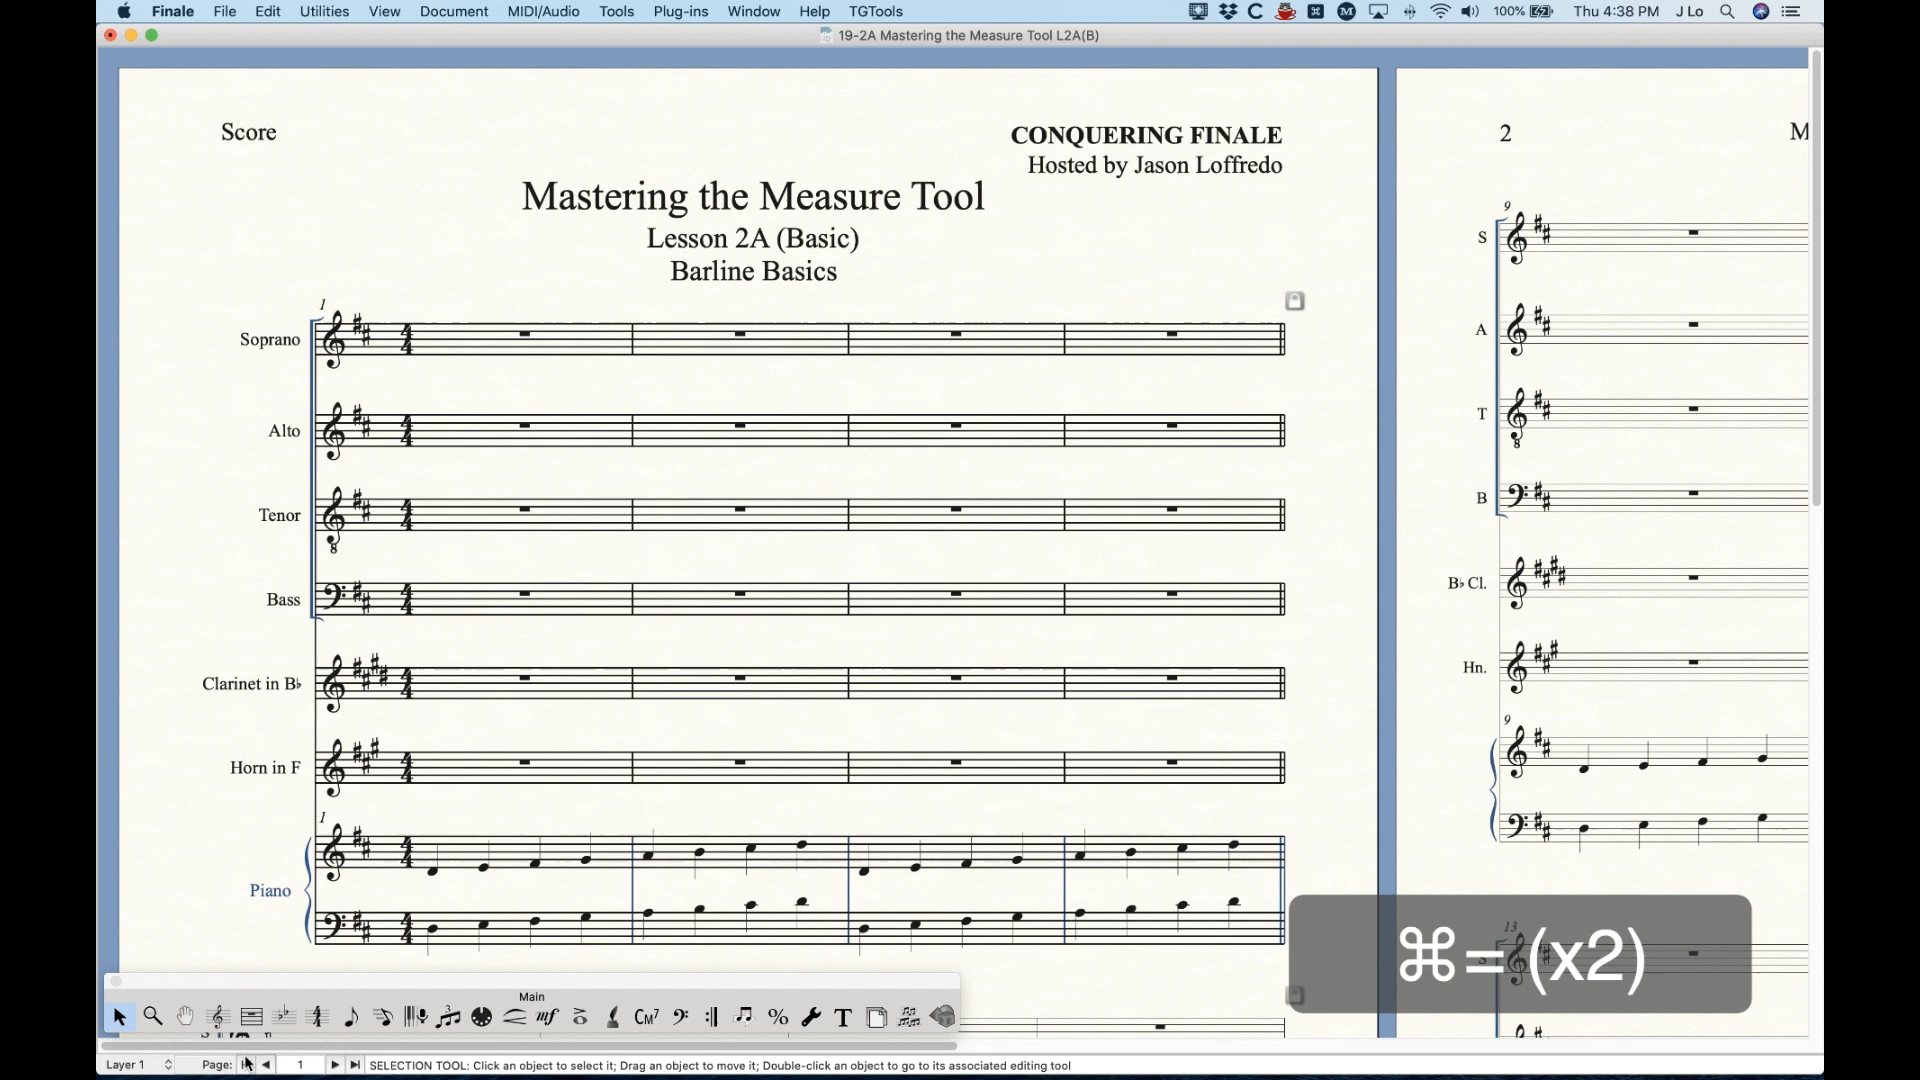 Finale File Edit Utilities View Document MIDI/Audio Tools Plug-ins Window Help TGTools 100% Thu 4:38 PM J Lo
19-2A Mastering the Measure Tool L2A(B)
Score
CONQUERING FINALE
Hosted by Jason Loffredo
Mastering the Measure Tool
Lesson 2A (Basic)
Barline Basics
1
Soprano
Alto
Tenor
8
Bass
Clarinet in B♭
Horn in F
1
Piano
2
9
S
A
T
8
B
B♭ Cl.
Hn.
9
13
⌘= (x2)
Main
mf CM7 % T
Layer 1 Page: 1 SELECTION TOOL: Click an object to select it; Drag an object to move it; Double-click an object to go to its associated editing tool